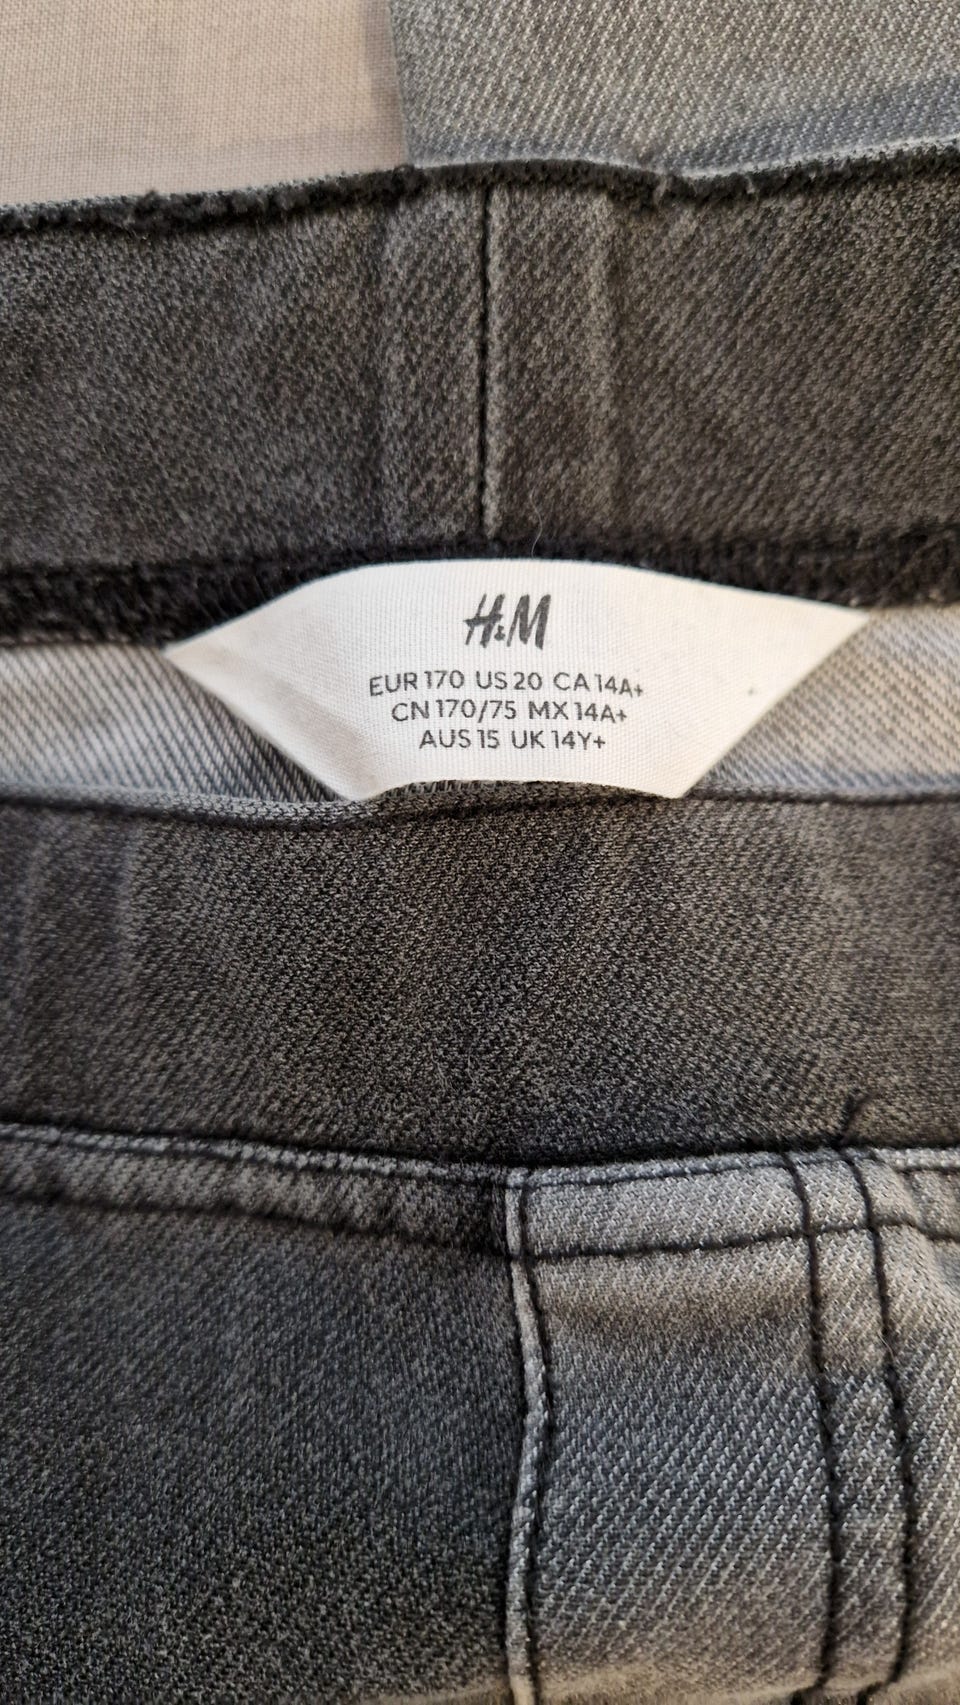 H&M
EUR 170 US 20 CA 14A+
CN 170/75 MX 14A+
AUS 15 UK 14Y+